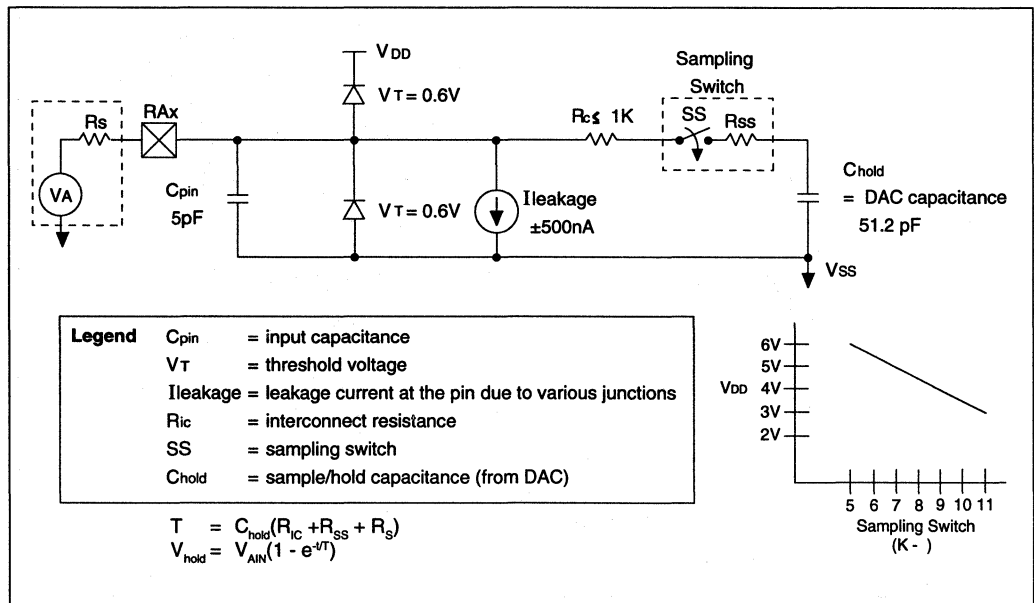 VDD
Sampling
Switch
VT = 0.6V
RAx
Rs
Rc≤ 1K
SS
Rss
VA
Cpin
5pF
VT = 0.6V
Ileakage
±500nA
Chold
= DAC capacitance
51.2 pF
VSS
Legend Cpin = input capacitance
VT = threshold voltage
Ileakage = leakage current at the pin due to various junctions
Ric = interconnect resistance
SS = sampling switch
Chold = sample/hold capacitance (from DAC)
T = Chold(RIC +RSS + RS)
Vhold = VAIN(1 - e-t/T)
6V
5V
VDD 4V
3V
2V
5 6 7 8 9 10 11
Sampling Switch
(K - )